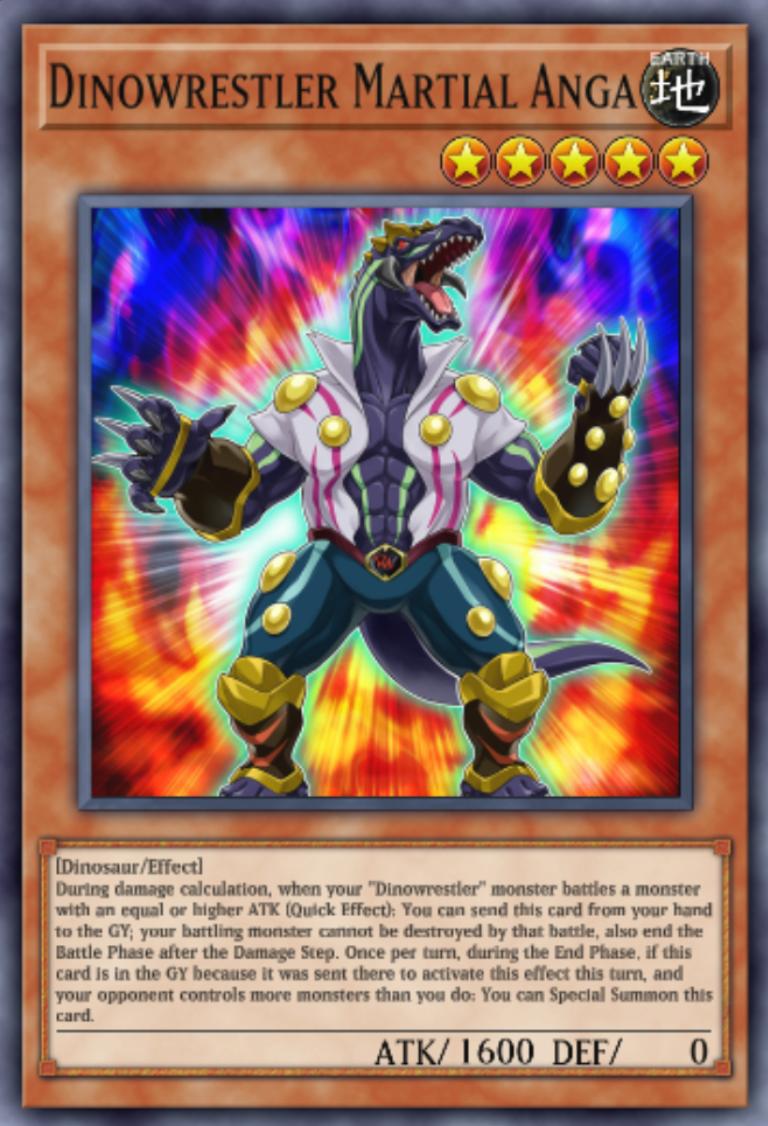 DINOWRESTLER MARTIAL ANGA
EARTH
地
[Dinosaur/Effect]
During damage calculation, when your "Dinowrestler" monster battles a monster
with an equal or higher ATK (Quick Effect): You can send this card from your hand
to the GY; your battling monster cannot be destroyed by that battle, also end the
Battle Phase after the Damage Step. Once per turn, during the End Phase, if this
card is in the GY because it was sent there to activate this effect this turn, and
your opponent controls more monsters than you do: You can Special Summon this
card.
ATK/ 1600 DEF/ 0